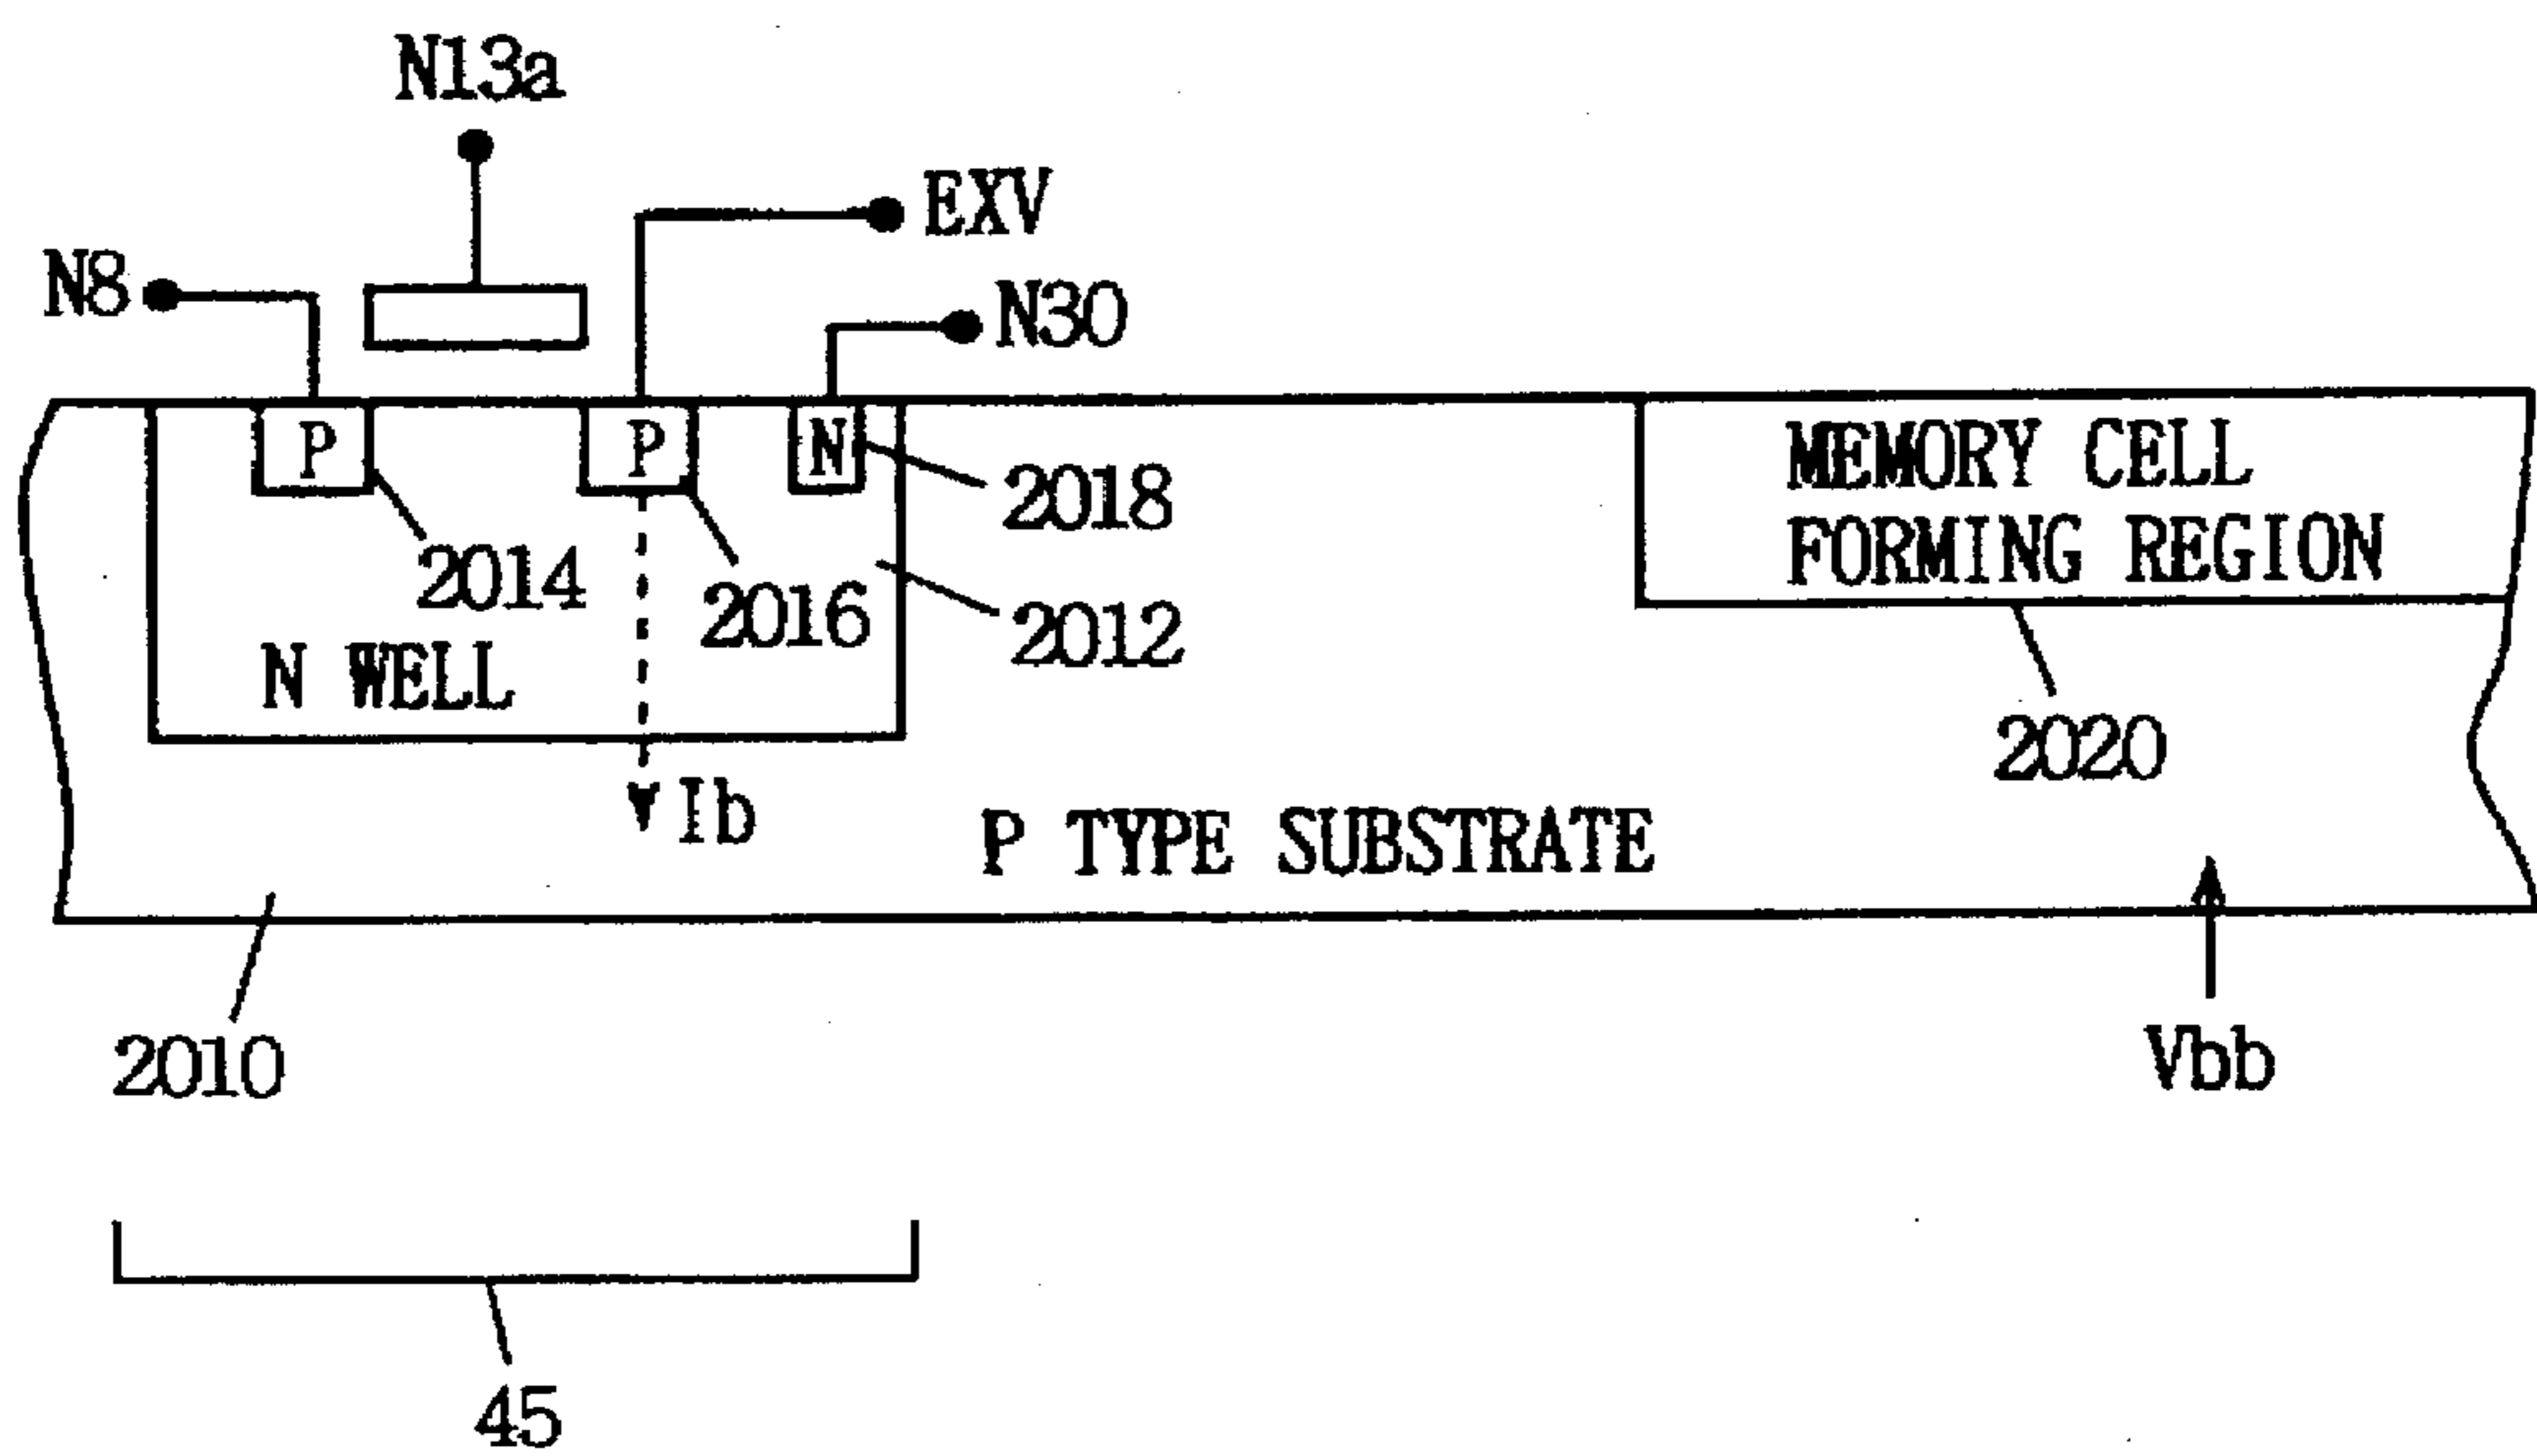 N13a
EXV
N8
N30
P
P
N
2018
2014
2016
2012
N WELL
MEMORY CELL
FORMING REGION
2020
Ib
P TYPE SUBSTRATE
2010
Vbb
45